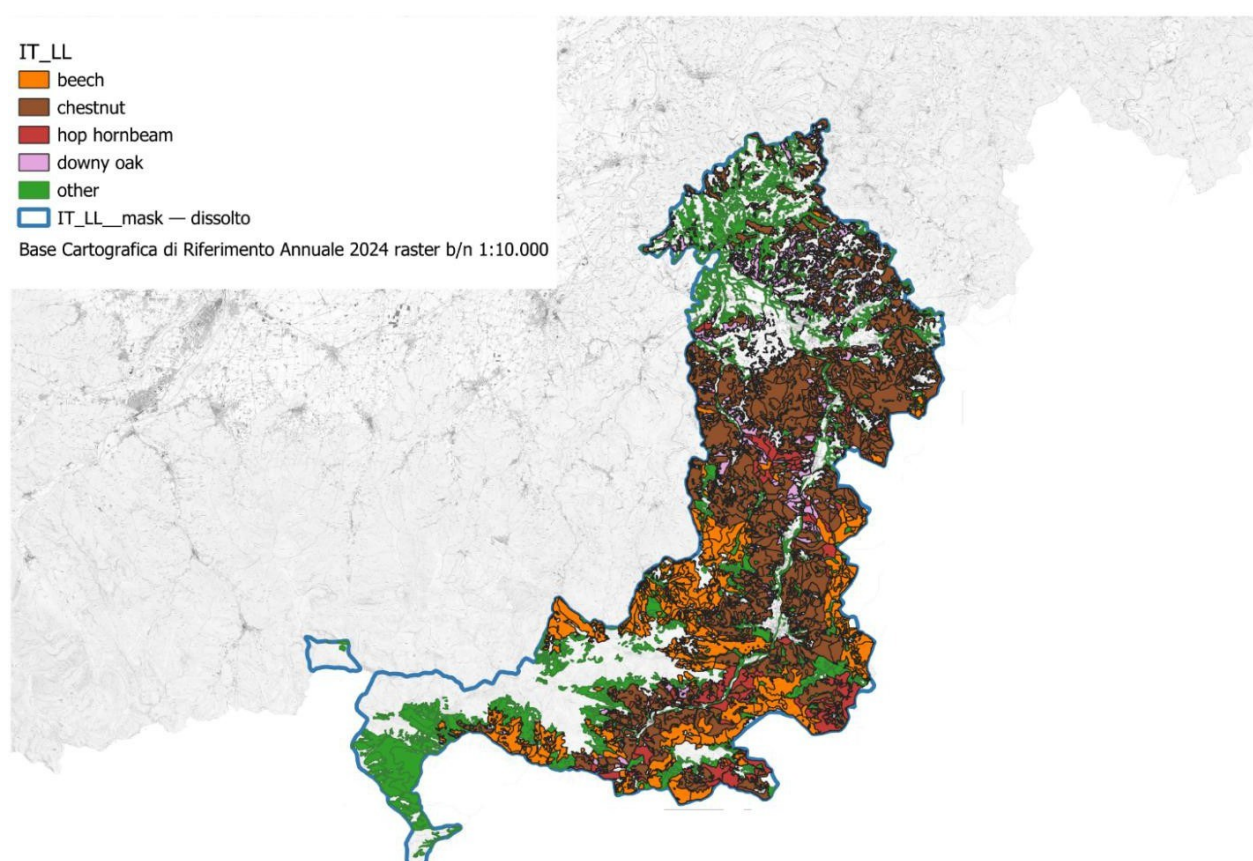 IT_LL
beech
chestnut
hop hornbeam
downy oak
other
IT_LL__mask — dissolto
Base Cartografica di Riferimento Annuale 2024 raster b/n 1:10.000